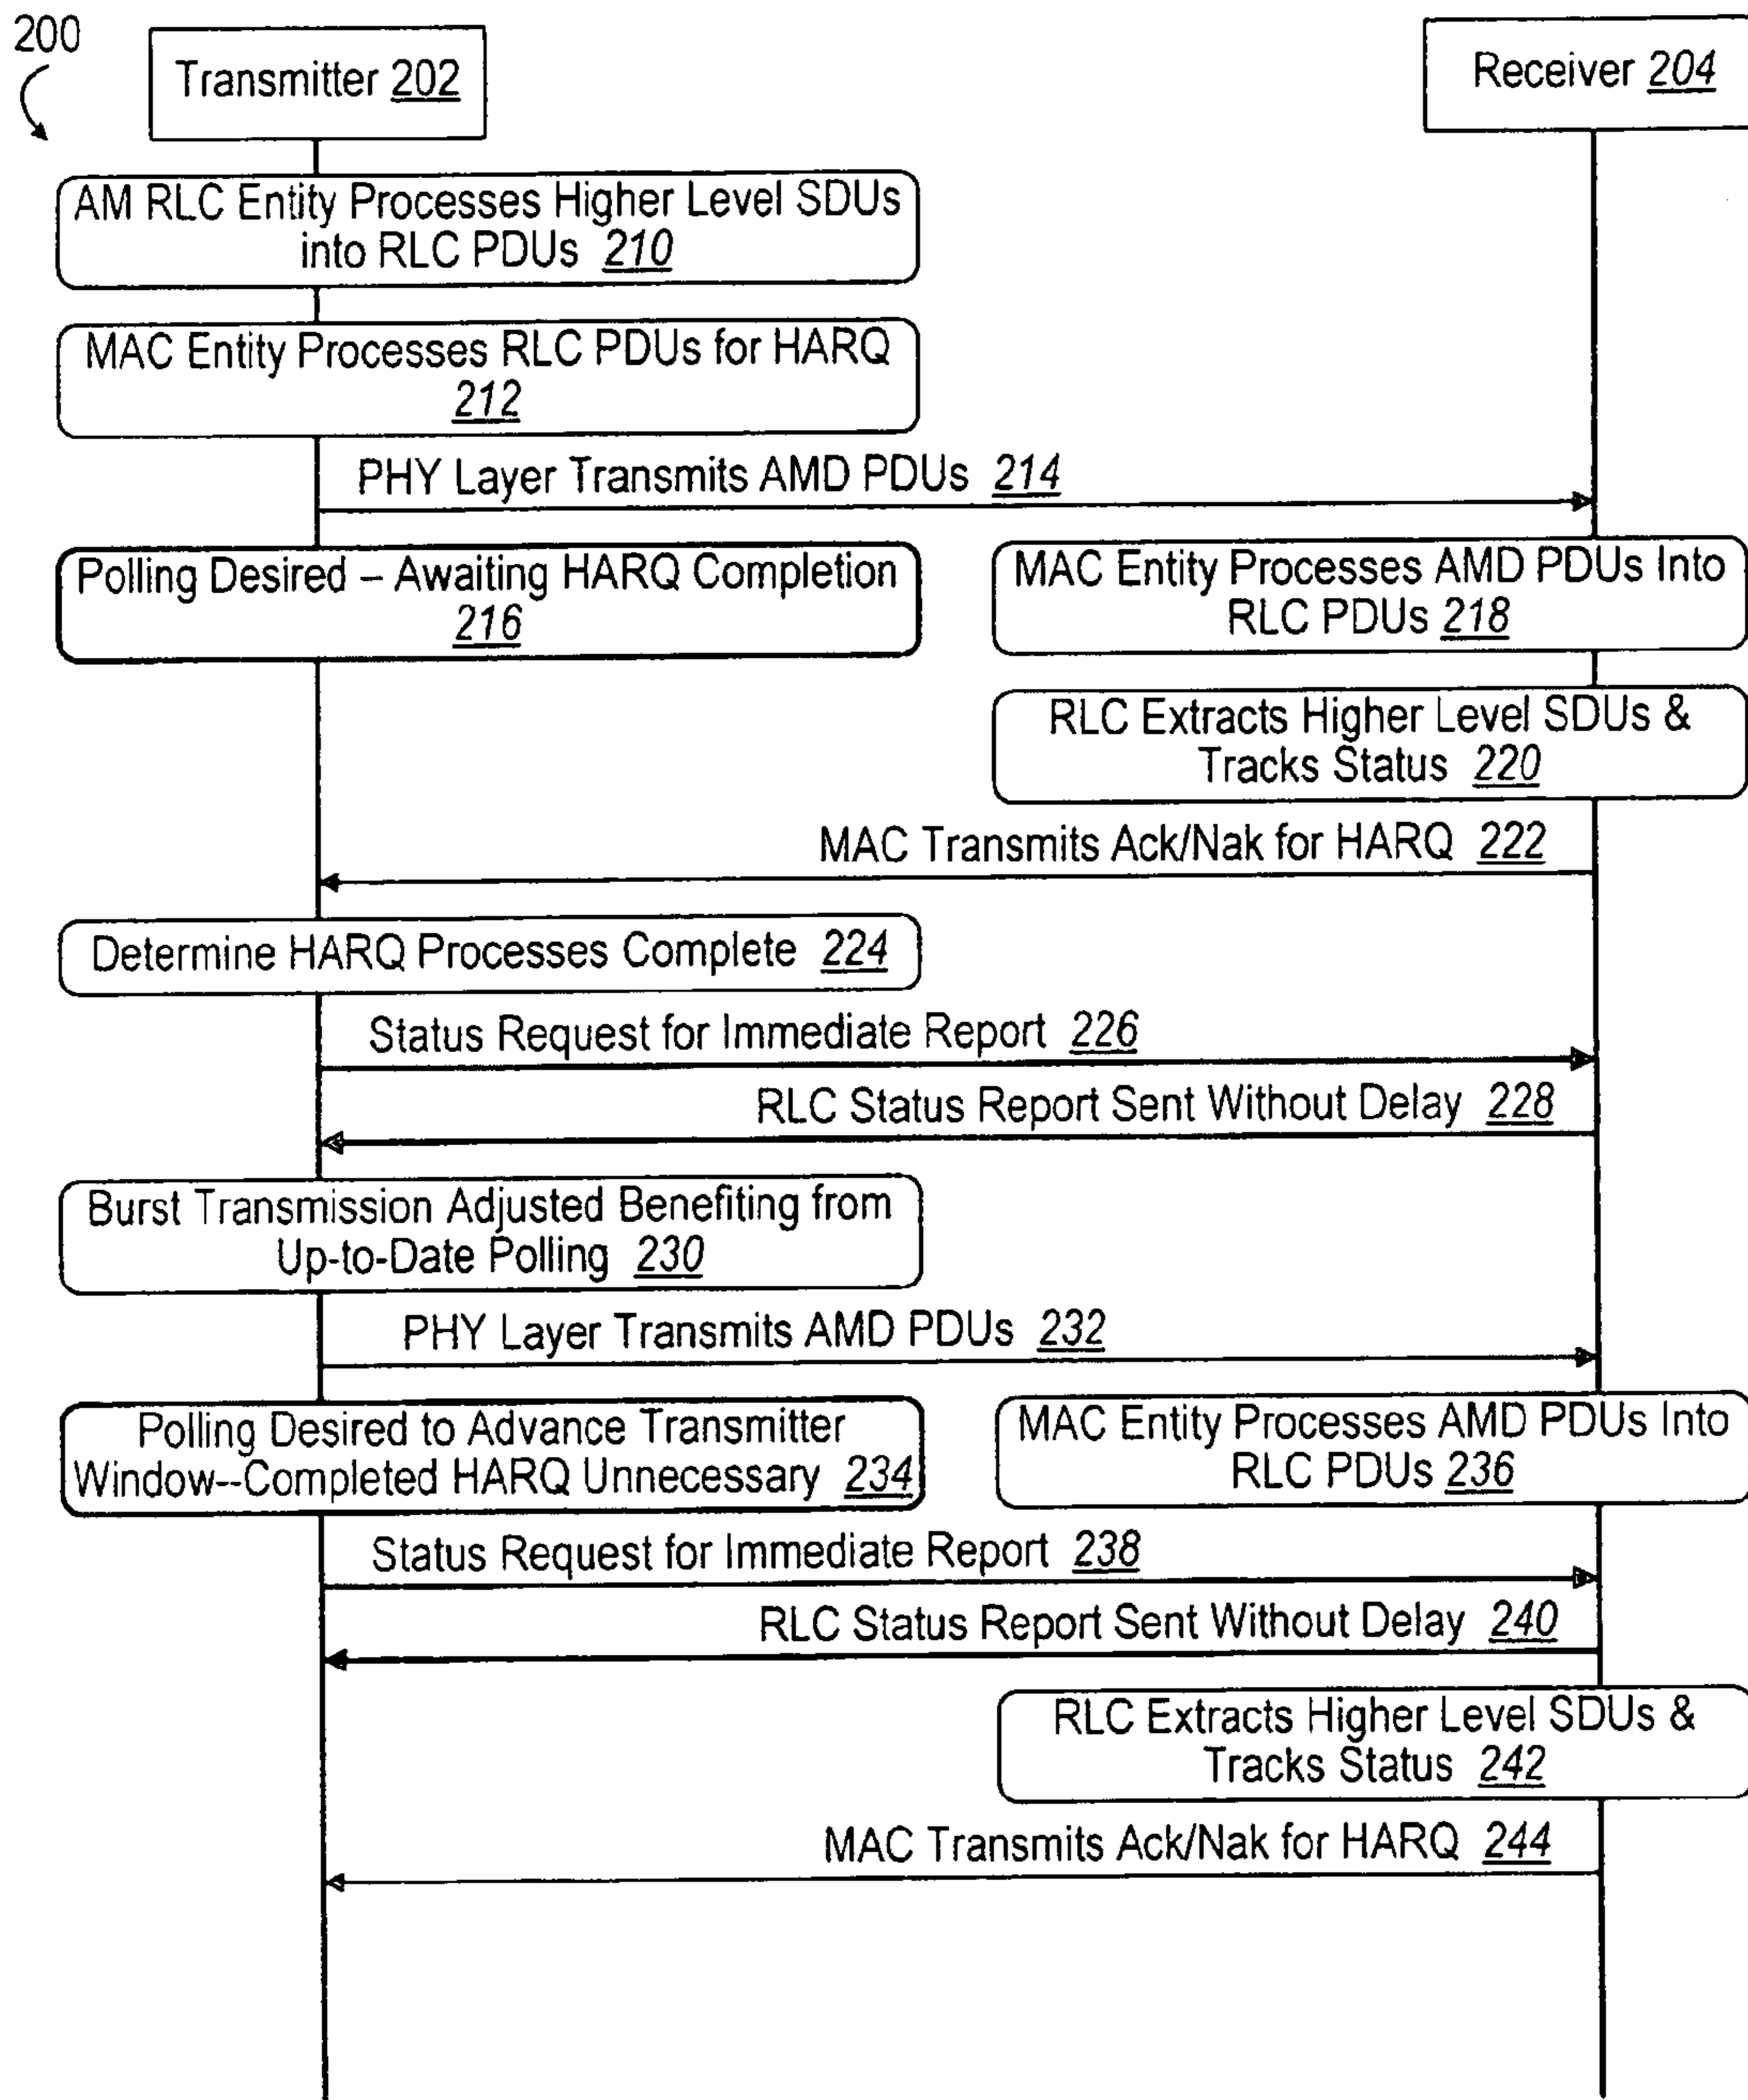 200
Transmitter 202
Receiver 204
AM RLC Entity Processes Higher Level SDUs
into RLC PDUs 210
MAC Entity Processes RLC PDUs for HARQ
212
PHY Layer Transmits AMD PDUs 214
Polling Desired – Awaiting HARQ Completion
216
MAC Entity Processes AMD PDUs Into
RLC PDUs 218
RLC Extracts Higher Level SDUs &
Tracks Status 220
MAC Transmits Ack/Nak for HARQ 222
Determine HARQ Processes Complete 224
Status Request for Immediate Report 226
RLC Status Report Sent Without Delay 228
Burst Transmission Adjusted Benefiting from
Up-to-Date Polling 230
PHY Layer Transmits AMD PDUs 232
Polling Desired to Advance Transmitter
Window--Completed HARQ Unnecessary 234
MAC Entity Processes AMD PDUs Into
RLC PDUs 236
Status Request for Immediate Report 238
RLC Status Report Sent Without Delay 240
RLC Extracts Higher Level SDUs &
Tracks Status 242
MAC Transmits Ack/Nak for HARQ 244